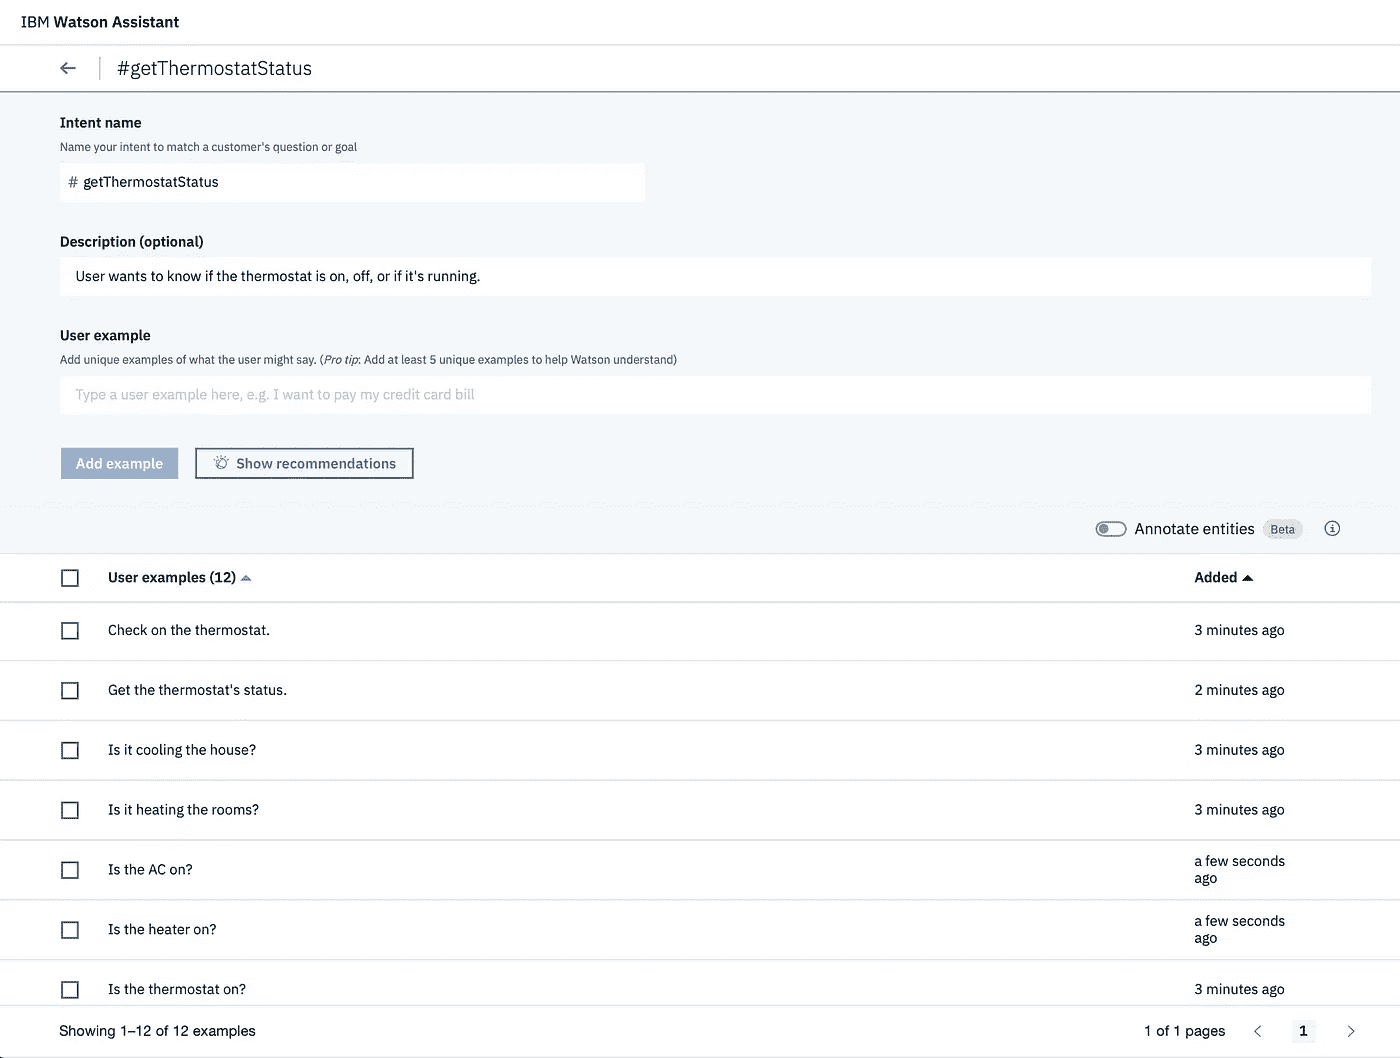 IBM Watson Assistant
#getThermostatStatus
Intent name
Name your intent to match a customer's question or goal
# getThermostatStatus
Description (optional)
User wants to know if the thermostat is on, off, or if it's running.
User example
Add unique examples of what the user might say. (Pro tip: Add at least 5 unique examples to help Watson understand)
Type a user example here, e.g. I want to pay my credit card bill
Add example Show recommendations
Annotate entities Beta
User examples (12) Added
Check on the thermostat. 3 minutes ago
Get the thermostat's status. 2 minutes ago
Is it cooling the house? 3 minutes ago
Is it heating the rooms? 3 minutes ago
Is the AC on? a few seconds
ago
Is the heater on? a few seconds
ago
Is the thermostat on? 3 minutes ago
Showing 1–12 of 12 examples 1 of 1 pages 1